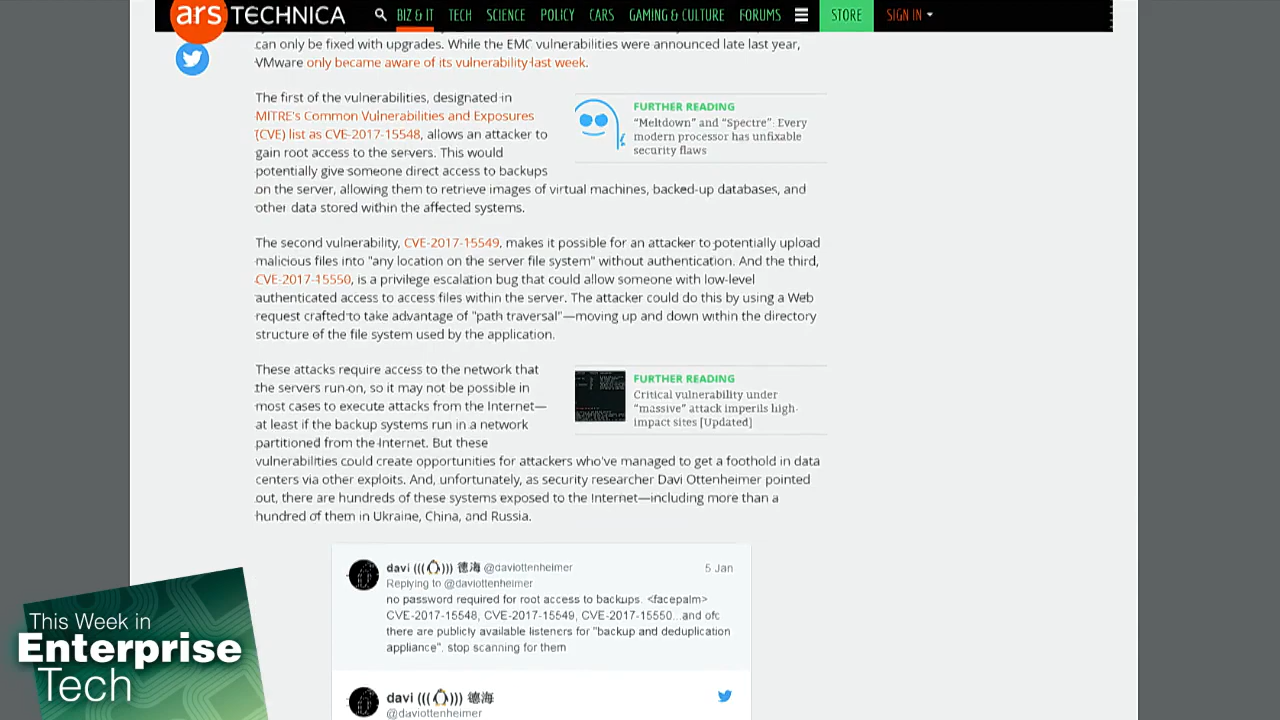 ars TECHNICA
BIZ & IT TECH SCIENCE POLICY CARS GAMING & CULTURE FORUMS STORE SIGN IN
can only be fixed with upgrades. While the EMC vulnerabilities were announced late last year,
VMware only became aware of its vulnerability last week.
The first of the vulnerabilities, designated in
MITRE's Common Vulnerabilities and Exposures
(CVE) list as CVE-2017-15548, allows an attacker to
gain root access to the servers. This would
potentially give someone direct access to backups
on the server, allowing them to retrieve images of virtual machines, backed-up databases, and
other data stored within the affected systems.
FURTHER READING
“Meltdown” and “Spectre”: Every
modern processor has unfixable
security flaws
The second vulnerability, CVE-2017-15549, makes it possible for an attacker to potentially upload
malicious files into "any location on the server file system" without authentication. And the third,
CVE-2017-15550, is a privilege escalation bug that could allow someone with low-level
authenticated access to access files within the server. The attacker could do this by using a Web
request crafted to take advantage of "path traversal"—moving up and down within the directory
structure of the file system used by the application.
These attacks require access to the network that
the servers run on, so it may not be possible in
most cases to execute attacks from the Internet—
at least if the backup systems run in a network
partitioned from the Internet. But these
vulnerabilities could create opportunities for attackers who've managed to get a foothold in data
centers via other exploits. And, unfortunately, as security researcher Davi Ottenheimer pointed
out, there are hundreds of these systems exposed to the Internet—including more than a
hundred of them in Ukraine, China, and Russia.
FURTHER READING
Critical vulnerability under
“massive” attack imperils high-
impact sites [Updated]
davi (((🐧))) 德海 @daviottenheimer 5 Jan
Replying to @daviottenheimer
no password required for root access to backups. <facepalm>
CVE-2017-15548, CVE-2017-15549, CVE-2017-15550...and ofc
there are publicly available listeners for "backup and deduplication
appliance". stop scanning for them
davi (((🐧))) 德海
@daviottenheimer
This Week in
Enterprise
Tech